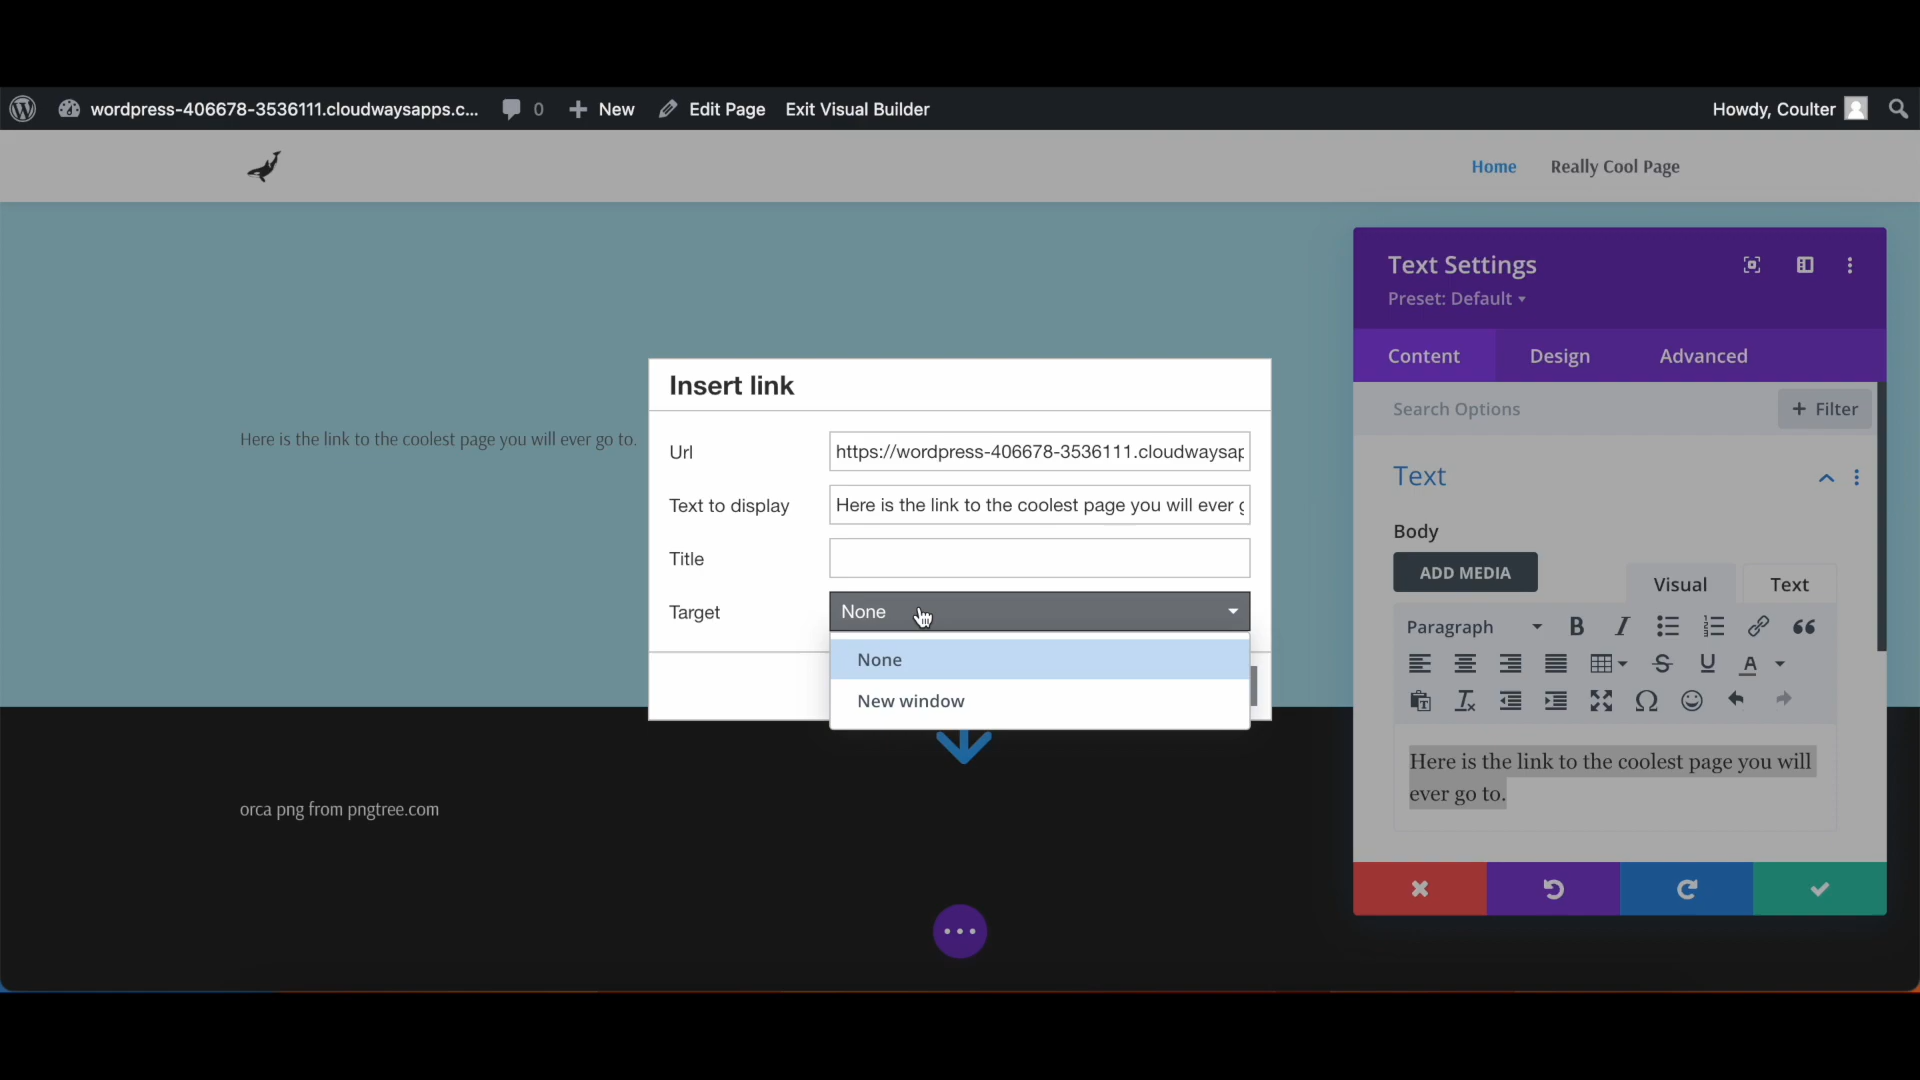 wordpress-406678-3536111.cloudwaysapps.c... 0 New Edit Page Exit Visual Builder Howdy, Coulter
Home Really Cool Page
Text Settings
Preset: Default
Content Design Advanced
Search Options + Filter
Text
Body
ADD MEDIA Visual Text
Paragraph
Here is the link to the coolest page you will
ever go to.
Here is the link to the coolest page you will ever go to.
Insert link
Url https://wordpress-406678-3536111.cloudwaysap
Text to display Here is the link to the coolest page you will ever g
Title
Target None
None
New window
orca png from pngtree.com